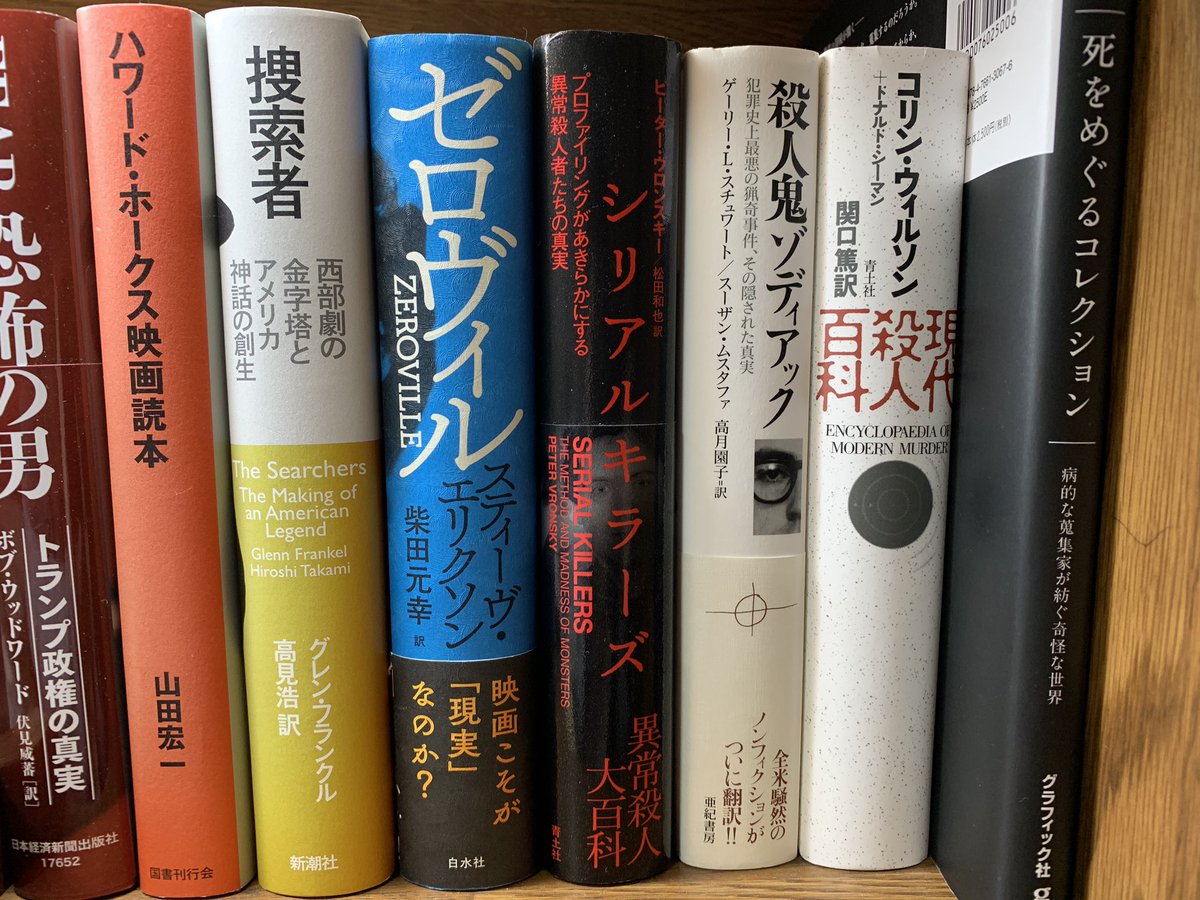 恐怖の男
トランプ政権の真実
ボブ・ウッドワード
伏見威蕃[訳]
日本経済新聞出版社
17652
ハワード・ホークス映画読本
山田宏一
国書刊行会
捜索者
西部劇の
金字塔と
アメリカ
神話の創生
The Searchers
The Making of
an American
Legend
Glenn Frankel
Hiroshi Takami
グレン・フランクル
高見浩 訳
新潮社
ゼロヴィル
ZEROVILLE
スティーヴ・
エリクソン
柴田元幸 訳
映画こそが
「現実」
なのか?
白水社
ピーター・ヴロンスキー 松田和也 訳
シリアルキラーズ
プロファイリングがあきらかにする
異常殺人者たちの真実
SERIAL KILLERS
THE METHOD AND MADNESS OF MONSTERS
PETER VRONSKY
異常殺人
大百科
青土社
殺人鬼ゾディアック
犯罪史上最悪の猟奇事件、その隠された真実
ゲーリー・L・スチュワート/スーザン・ムスタファ 高月園子=訳
全米騒然の
ノンフィクションが
ついに翻訳!!
亜紀書房
コリン・ウィルソン
+ドナルド・シーマン
関口篤訳
青土社
現代
殺人
百科
ENCYCLOPAEDIA OF
MODERN MURDER
死をめぐるコレクション
病的な蒐集家が紡ぐ奇怪な世界
グラフィック社